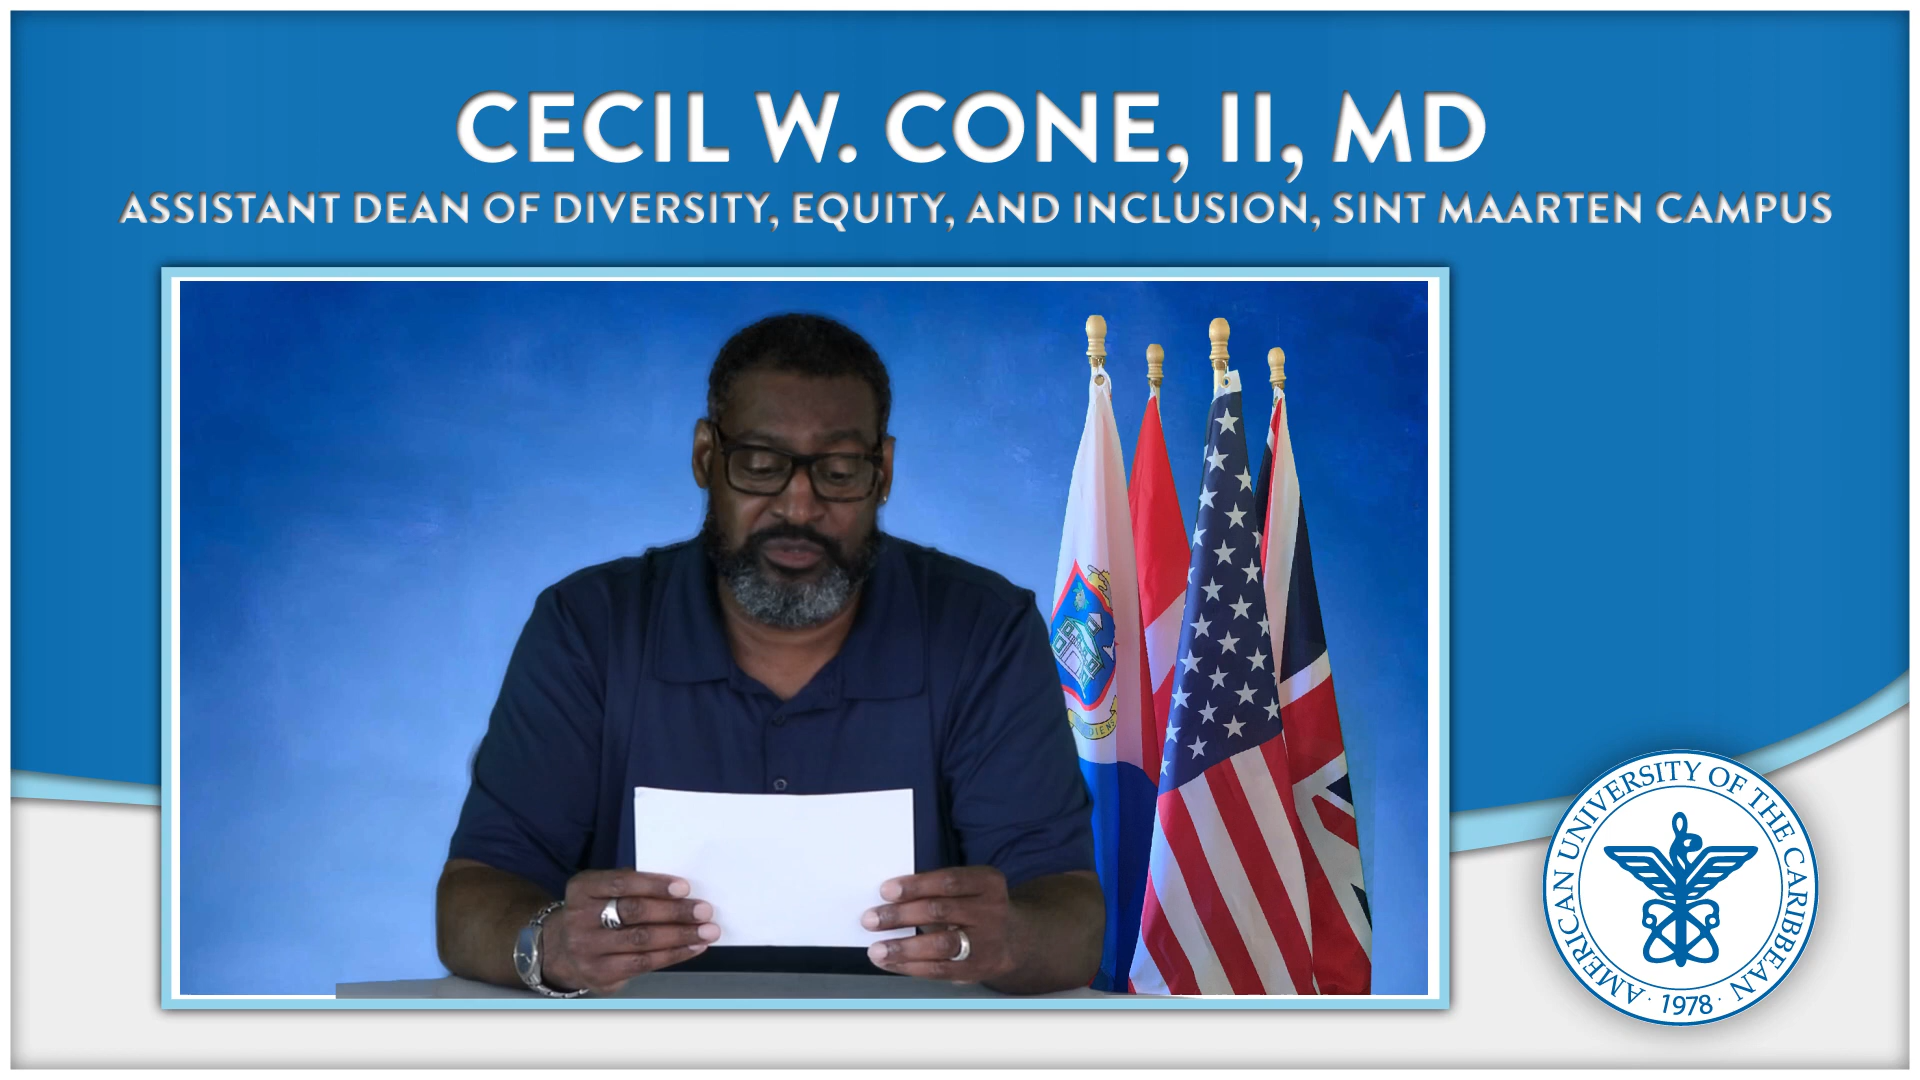 CECIL W. CONE, II, MD
ASSISTANT DEAN OF DIVERSITY, EQUITY, AND INCLUSION, SINT MAARTEN CAMPUS
AMERICAN UNIVERSITY OF THE CARIBBEAN
· 1978 ·